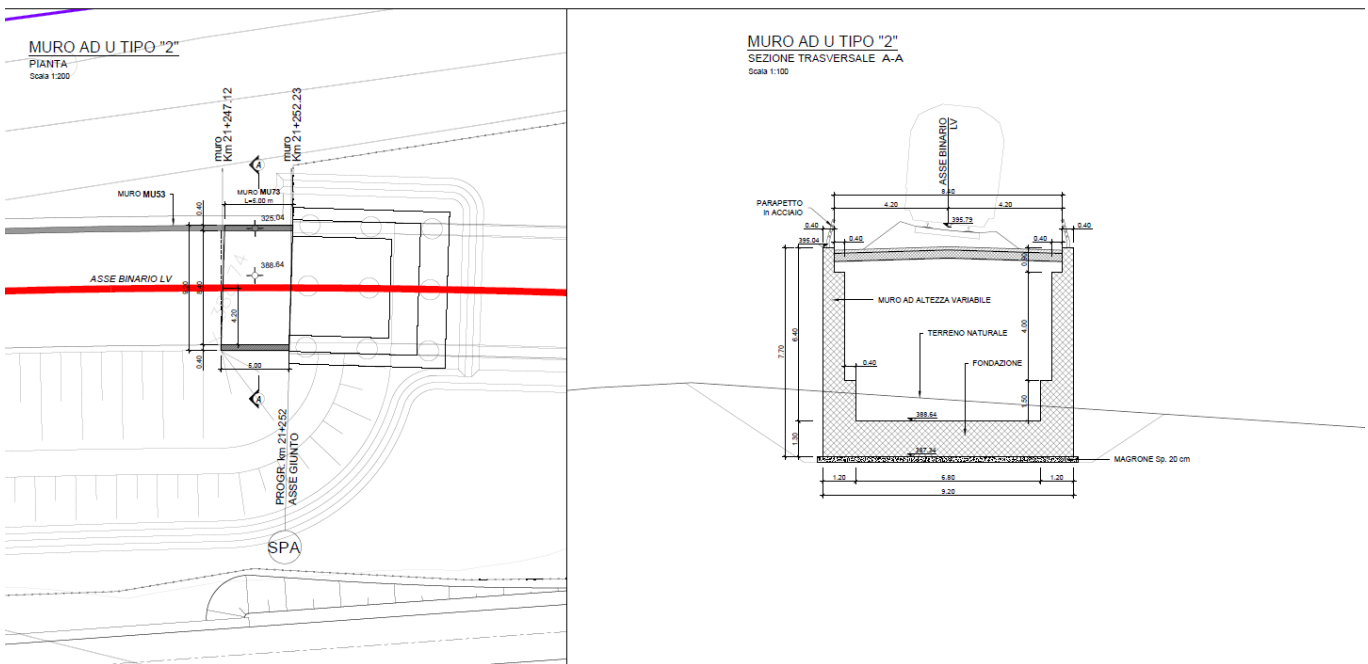 MURO AD U TIPO "2"
PIANTA
Scala 1:200
muro
Km 21+247.12
muro
Km 21+252.23
A
MURO MU53
MURO MU73
L=5.00 m
0.40
325.04
ASSE BINARIO LV
388.64
9.20
8.40
4.20
0.40
5.00
A
PROGR. km 21+252
ASSE GIUNTO
SPA
MURO AD U TIPO "2"
SEZIONE TRASVERSALE A-A
Scala 1:100
ASSE BINARIO
LV
8.40
4.20
4.20
PARAPETTO
in ACCIAIO
395.79
0.40
0.40
395.04
0.40
0.40
0.90
MURO AD ALTEZZA VARIABILE
7.70
6.40
4.00
TERRENO NATURALE
0.40
FONDAZIONE
1.50
388.64
1.30
387.34
MAGRONE Sp. 20 cm
1.20
6.80
1.20
9.20